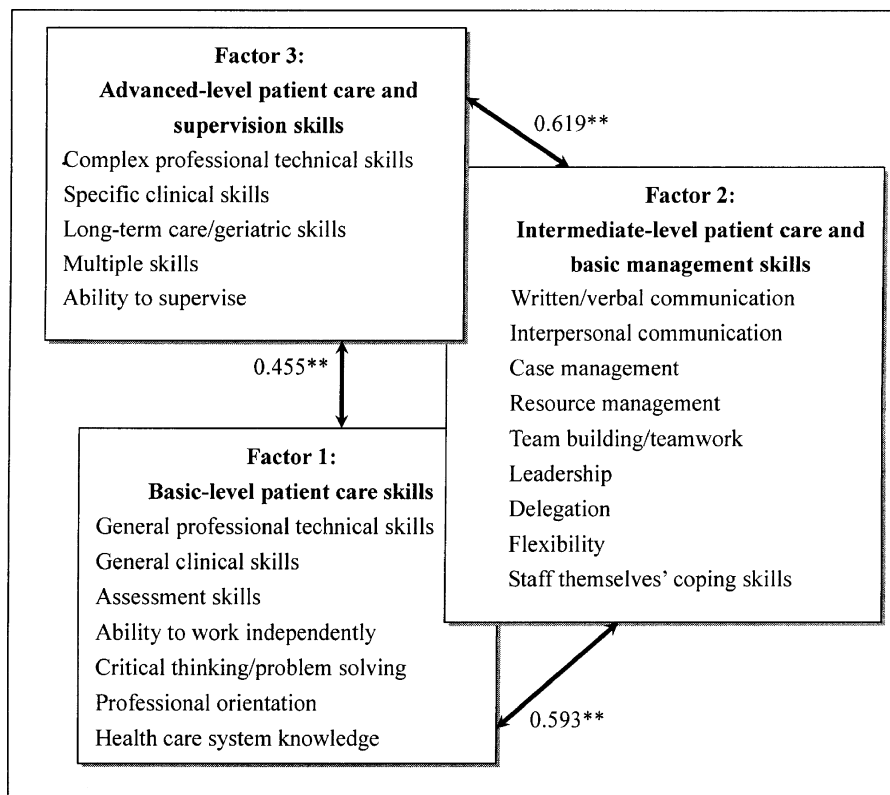 Factor 3:
Advanced-level patient care and
supervision skills
Complex professional technical skills
Specific clinical skills
Long-term care/geriatric skills
Multiple skills
Ability to supervise
0.619**
Factor 2:
Intermediate-level patient care and
basic management skills
Written/verbal communication
Interpersonal communication
Case management
Resource management
Team building/teamwork
Leadership
Delegation
Flexibility
Staff themselves' coping skills
0.455**
Factor 1:
Basic-level patient care skills
General professional technical skills
General clinical skills
Assessment skills
Ability to work independently
Critical thinking/problem solving
Professional orientation
Health care system knowledge
0.593**